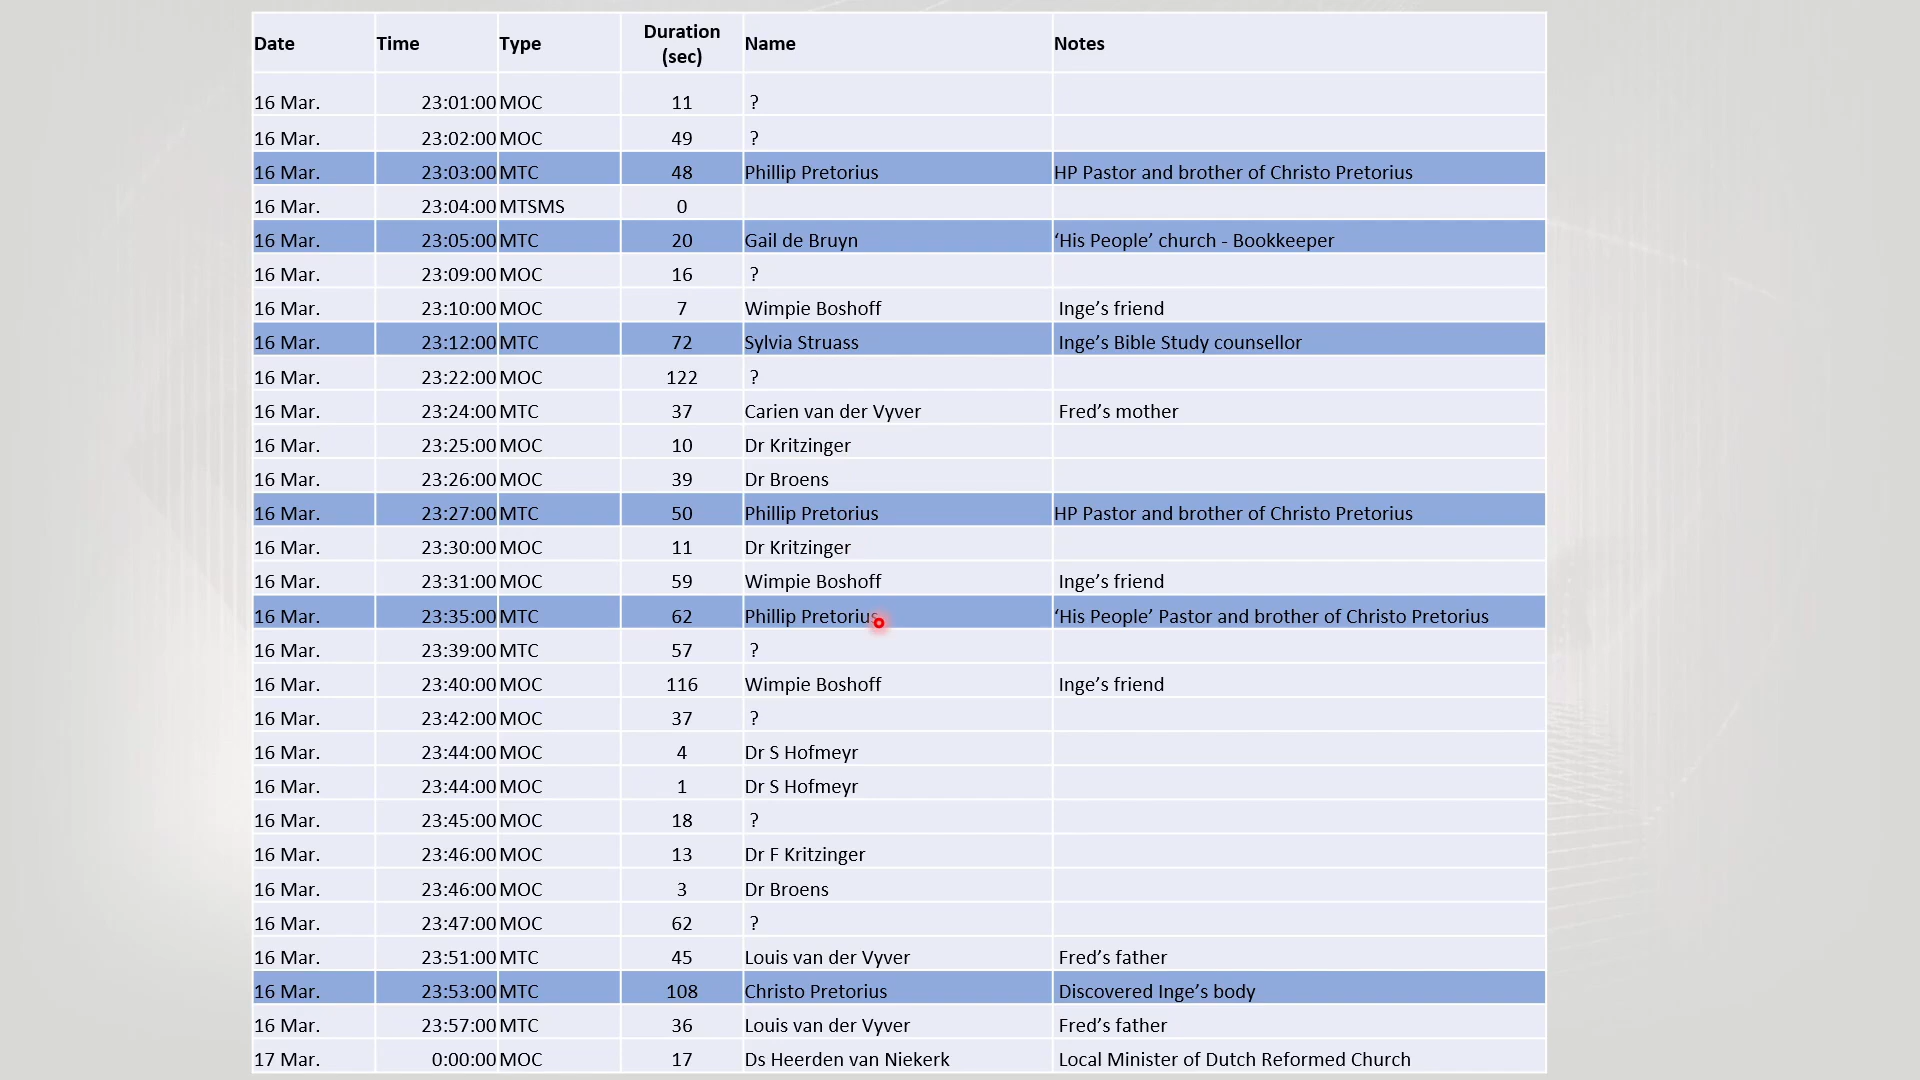 Date Time Type Duration (sec) Name Notes
16 Mar. 23:01:00 MOC 11 ?
16 Mar. 23:02:00 MOC 49 ?
16 Mar. 23:03:00 MTC 48 Phillip Pretorius HP Pastor and brother of Christo Pretorius
16 Mar. 23:04:00 MTSMS 0
16 Mar. 23:05:00 MTC 20 Gail de Bruyn ‘His People’ church - Bookkeeper
16 Mar. 23:09:00 MOC 16 ?
16 Mar. 23:10:00 MOC 7 Wimpie Boshoff Inge’s friend
16 Mar. 23:12:00 MTC 72 Sylvia Struass Inge’s Bible Study counsellor
16 Mar. 23:22:00 MOC 122 ?
16 Mar. 23:24:00 MTC 37 Carien van der Vyver Fred’s mother
16 Mar. 23:25:00 MOC 10 Dr Kritzinger
16 Mar. 23:26:00 MOC 39 Dr Broens
16 Mar. 23:27:00 MTC 50 Phillip Pretorius HP Pastor and brother of Christo Pretorius
16 Mar. 23:30:00 MOC 11 Dr Kritzinger
16 Mar. 23:31:00 MOC 59 Wimpie Boshoff Inge’s friend
16 Mar. 23:35:00 MTC 62 Phillip Pretorius ‘His People’ Pastor and brother of Christo Pretorius
16 Mar. 23:39:00 MTC 57 ?
16 Mar. 23:40:00 MOC 116 Wimpie Boshoff Inge’s friend
16 Mar. 23:42:00 MOC 37 ?
16 Mar. 23:44:00 MOC 4 Dr S Hofmeyr
16 Mar. 23:44:00 MOC 1 Dr S Hofmeyr
16 Mar. 23:45:00 MOC 18 ?
16 Mar. 23:46:00 MOC 13 Dr F Kritzinger
16 Mar. 23:46:00 MOC 3 Dr Broens
16 Mar. 23:47:00 MOC 62 ?
16 Mar. 23:51:00 MTC 45 Louis van der Vyver Fred’s father
16 Mar. 23:53:00 MTC 108 Christo Pretorius Discovered Inge’s body
16 Mar. 23:57:00 MTC 36 Louis van der Vyver Fred’s father
17 Mar. 0:00:00 MOC 17 Ds Heerden van Niekerk Local Minister of Dutch Reformed Church